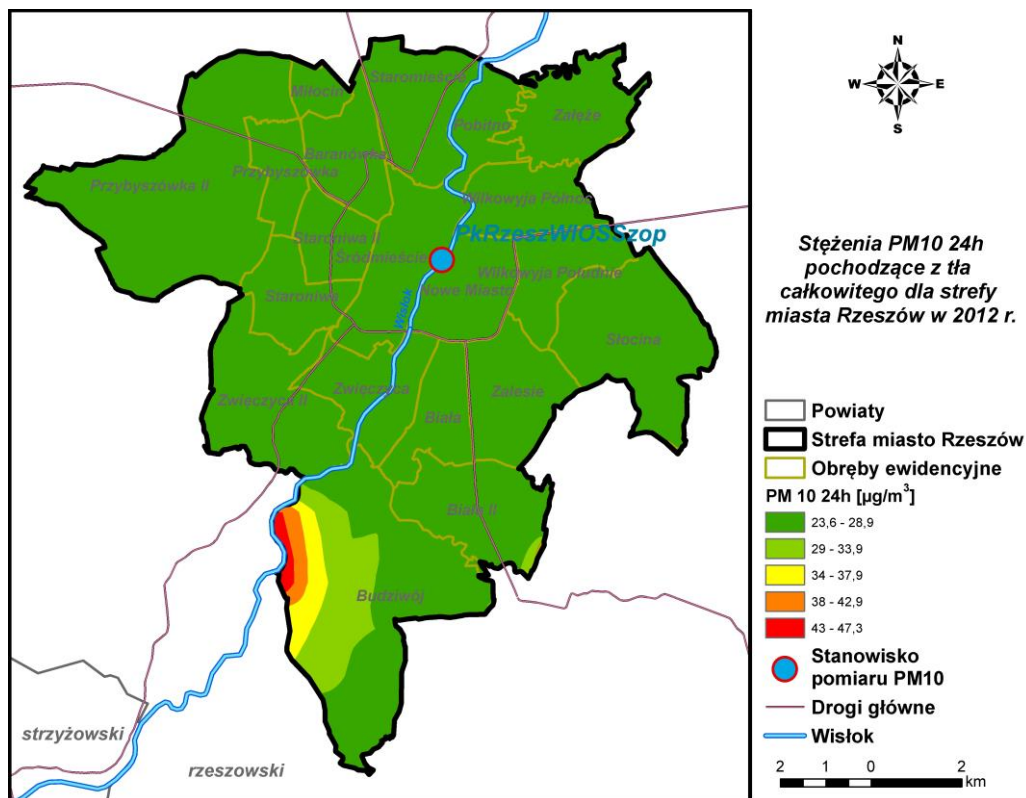 Staromieście
Miłocin
Pobitno
Załęże
Baranówka
Przybyszówka
Przybyszówka II
Wilkowyja Północ
Staroniwa II
PkRzeszWIOSSzop
Śródmieście
Wilkowyja Południe
Nowe Miasto
Staroniwa
Wisłok
Słocina
Zwięczyca
Zalesie
Zwięczyca II
Biała
Biała II
Budziwój
strzyżowski
rzeszowski
N
W E
S
Stężenia PM10 24h
pochodzące z tła
całkowitego dla strefy
miasta Rzeszów w 2012 r.
Powiaty
Strefa miasto Rzeszów
Obręby ewidencyjne
PM 10 24h [µg/m³]
23,6 - 28,9
29 - 33,9
34 - 37,9
38 - 42,9
43 - 47,3
Stanowisko
pomiaru PM10
Drogi główne
Wisłok
2 1 0 2
km